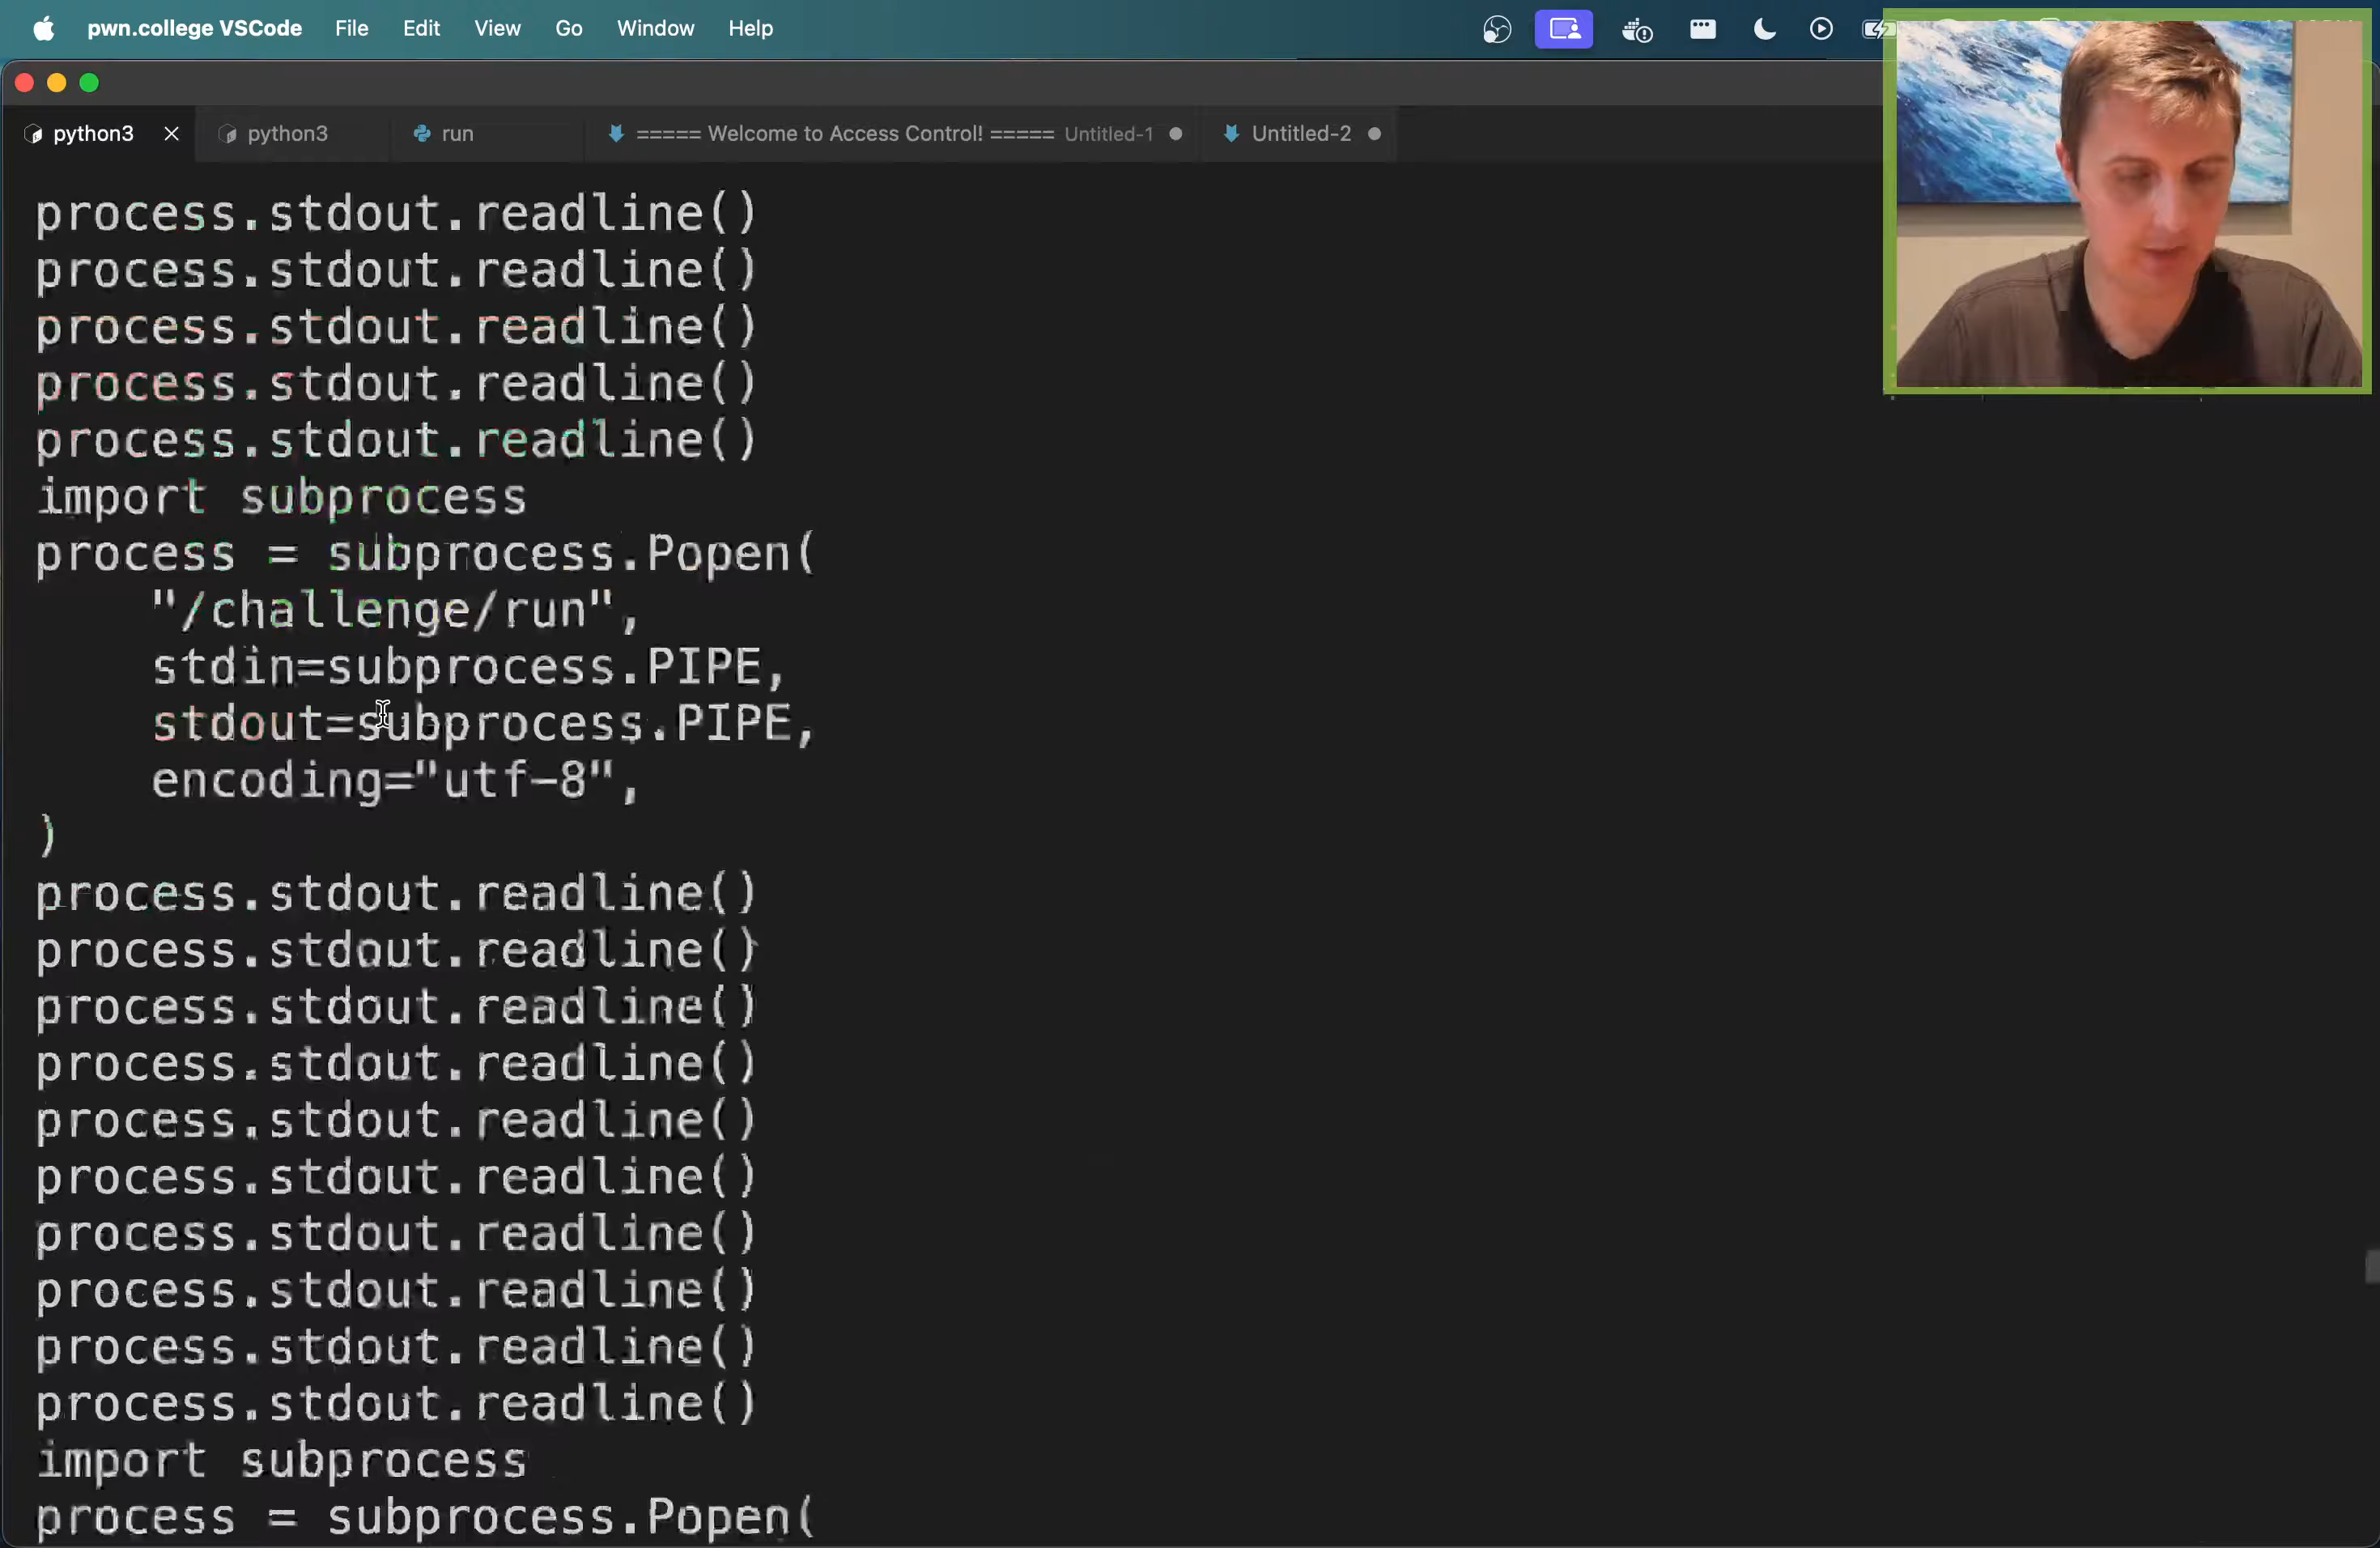 pwn.college VSCode File Edit View Go Window Help
python3 python3 run ===== Welcome to Access Control! ===== Untitled-1 Untitled-2
process.stdout.readline()
process.stdout.readline()
process.stdout.readline()
process.stdout.readline()
process.stdout.readline()
import subprocess
process = subprocess.Popen(
"/challenge/run",
stdin=subprocess.PIPE,
stdout=subprocess.PIPE,
encoding="utf-8",
)
process.stdout.readline()
process.stdout.readline()
process.stdout.readline()
process.stdout.readline()
process.stdout.readline()
process.stdout.readline()
process.stdout.readline()
process.stdout.readline()
process.stdout.readline()
process.stdout.readline()
import subprocess
process = subprocess.Popen(